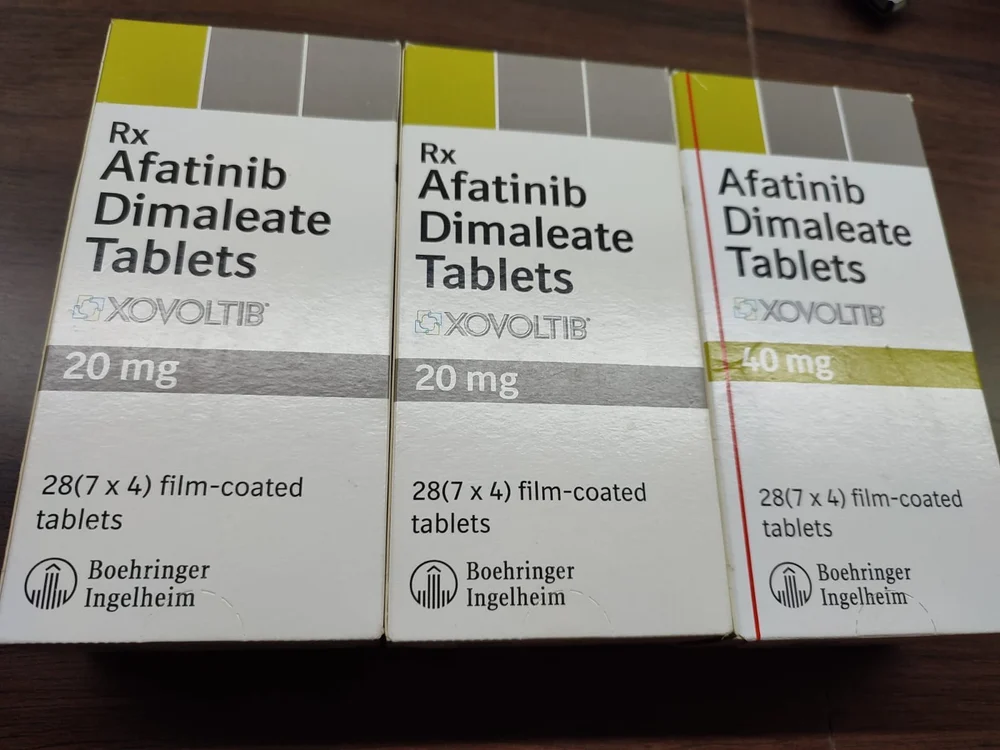 Rx
Afatinib
Dimaleate
Tablets
XOVOLTIB®
20 mg
28(7 x 4) film-coated
tablets
Boehringer
Ingelheim
Rx
Afatinib
Dimaleate
Tablets
XOVOLTIB®
20 mg
28(7 x 4) film-coated
tablets
Boehringer
Ingelheim
Afatinib
Dimaleate
Tablets
XOVOLTIB®
40 mg
28(7 x 4) film-coated
tablets
Boehringer
Ingelheim